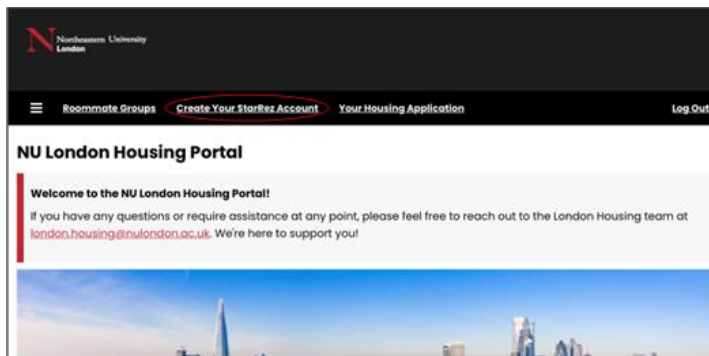 Northeastern University
London
Roommate Groups Create Your StarRez Account Your Housing Application Log Out
NU London Housing Portal
Welcome to the NU London Housing Portal!
If you have any questions or require assistance at any point, please feel free to reach out to the London Housing team at
london.housing@nulondon.ac.uk. We're here to support you!